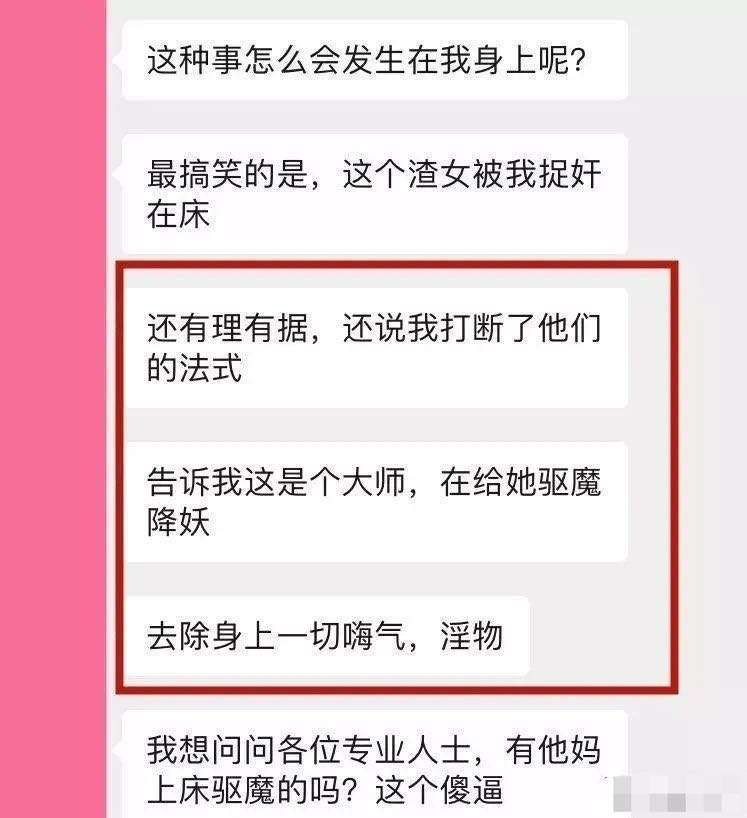 这种事怎么会发生在我身上呢？
最搞笑的是，这个渣女被我捉奸
在床
还有理有据，还说我打断了他们
的法式
告诉我这是个大师，在给她驱魔
降妖
去除身上一切嗨气，淫物
我想问问各位专业人士，有他妈
上床驱魔的吗？这个傻逼